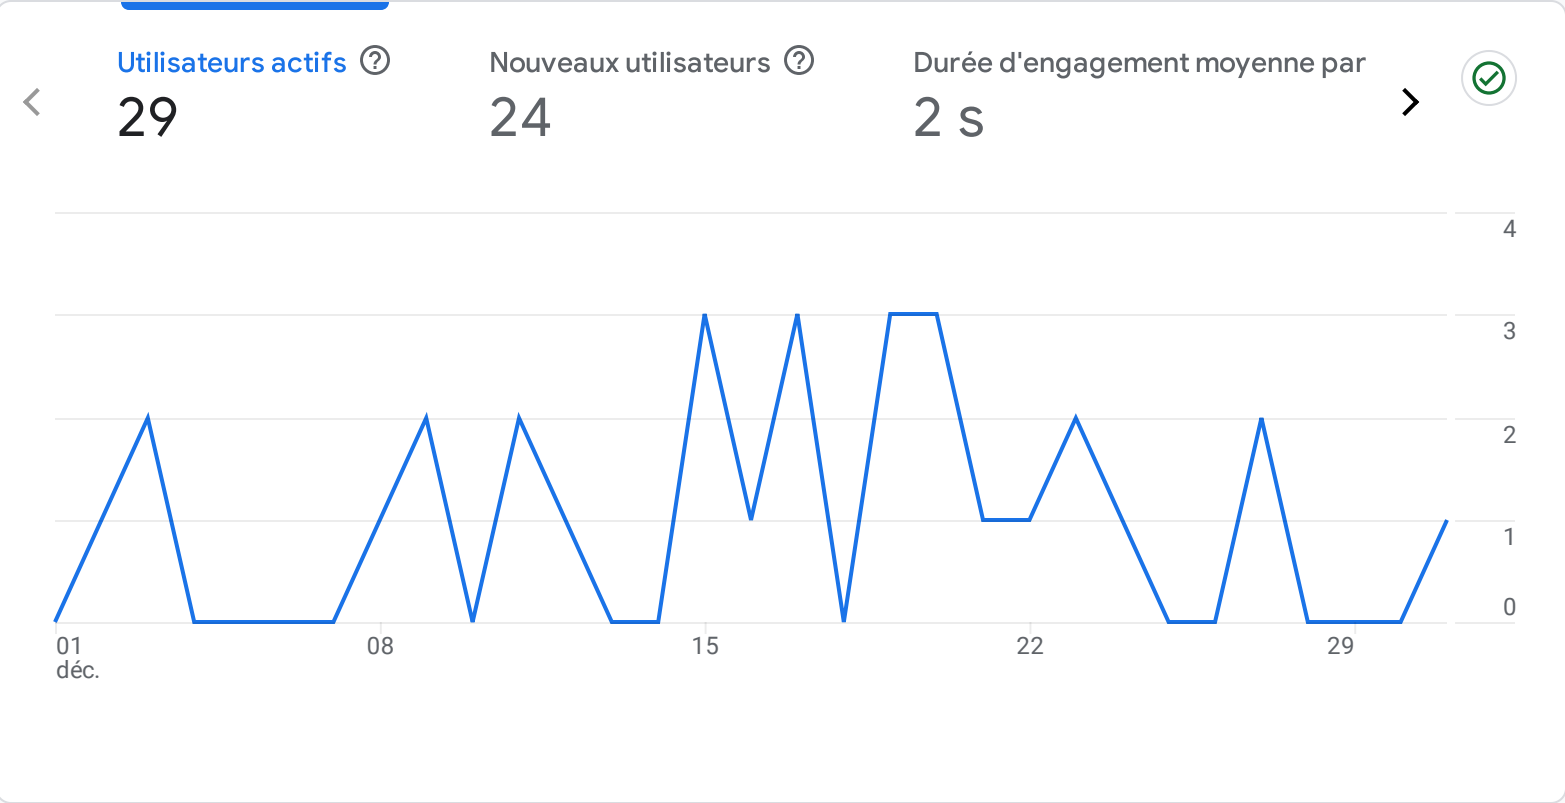 Utilisateurs actifs
29
Nouveaux utilisateurs
24
Durée d'engagement moyenne par
2 s
4
3
2
1
0
01
déc.
08
15
22
29